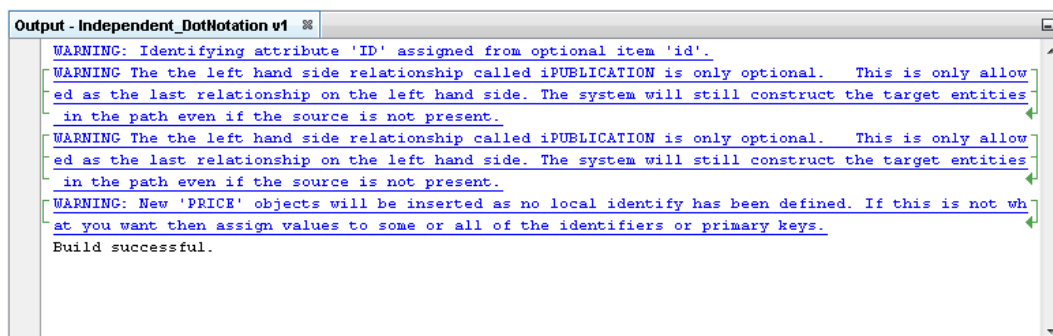 Output - Independent_DotNotation v1
WARNING: Identifying attribute 'ID' assigned from optional item 'id'.
WARNING The the left hand side relationship called iPUBLICATION is only optional.   This is only allow
ed as the last relationship on the left hand side. The system will still construct the target entities
 in the path even if the source is not present.
WARNING The the left hand side relationship called iPUBLICATION is only optional.   This is only allow
ed as the last relationship on the left hand side. The system will still construct the target entities
 in the path even if the source is not present.
WARNING: New 'PRICE' objects will be inserted as no local identify has been defined. If this is not wh
at you want then assign values to some or all of the identifiers or primary keys.
Build successful.